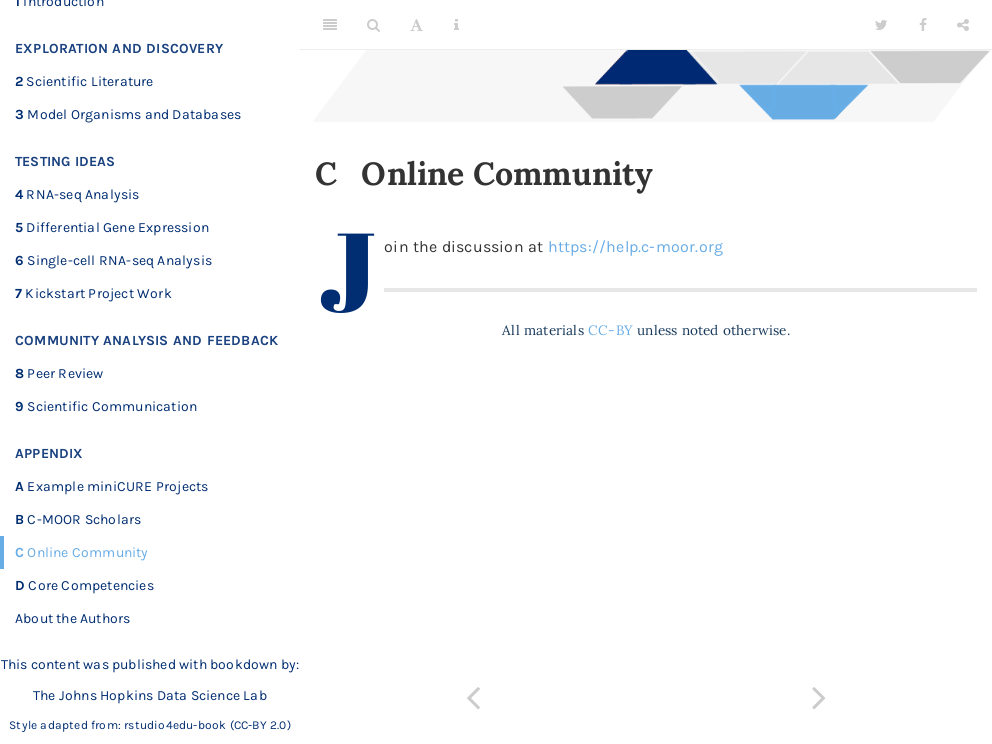 1 Introduction
EXPLORATION AND DISCOVERY
2 Scientific Literature
3 Model Organisms and Databases
TESTING IDEAS
4 RNA-seq Analysis
5 Differential Gene Expression
6 Single-cell RNA-seq Analysis
7 Kickstart Project Work
COMMUNITY ANALYSIS AND FEEDBACK
8 Peer Review
9 Scientific Communication
APPENDIX
A Example miniCURE Projects
B C-MOOR Scholars
C Online Community
D Core Competencies
About the Authors
This content was published with bookdown by:
The Johns Hopkins Data Science Lab
Style adapted from: rstudio4edu-book (CC-BY 2.0)
C Online Community
Join the discussion at https://help.c-moor.org
All materials CC-BY unless noted otherwise.